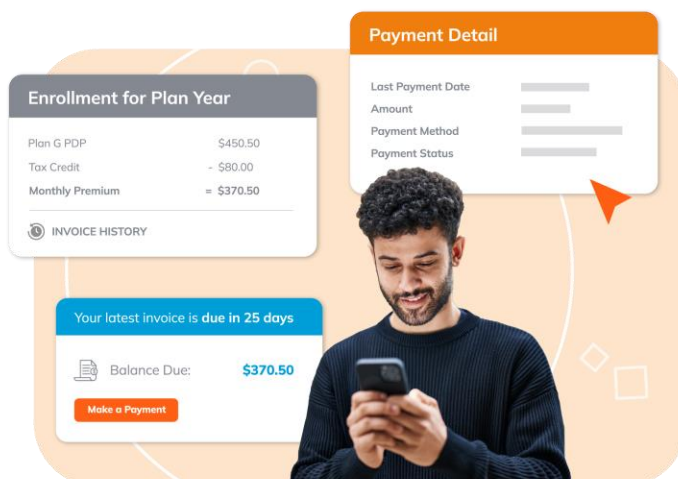 Payment Detail
Last Payment Date
Amount
Payment Method
Payment Status
Enrollment for Plan Year
Plan G PDP $450.50
Tax Credit - $80.00
Monthly Premium = $370.50
INVOICE HISTORY
Your latest invoice is due in 25 days
Balance Due: $370.50
Make a Payment